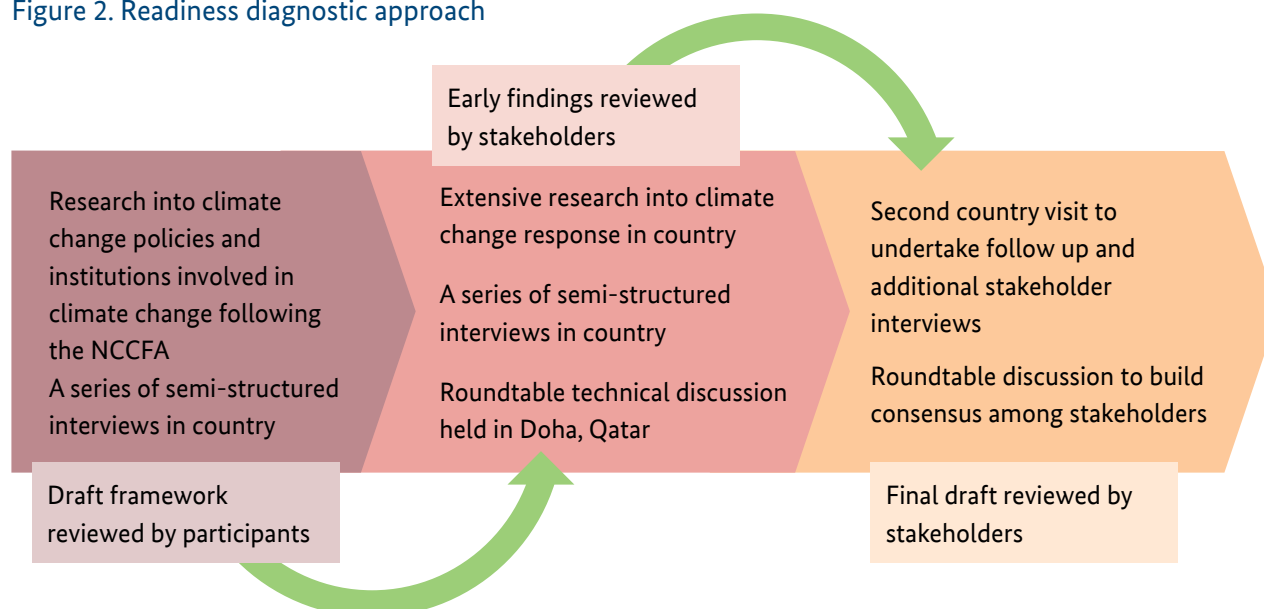 Figure 2. Readiness diagnostic approach
Research into climate
change policies and
institutions involved in
climate change following
the NCCFA
A series of semi-structured
interviews in country
Draft framework
reviewed by participants
Early findings reviewed
by stakeholders
Extensive research into climate
change response in country
A series of semi-structured
interviews in country
Roundtable technical discussion
held in Doha, Qatar
Second country visit to
undertake follow up and
additional stakeholder
interviews
Roundtable discussion to build
consensus among stakeholders
Final draft reviewed by
stakeholders